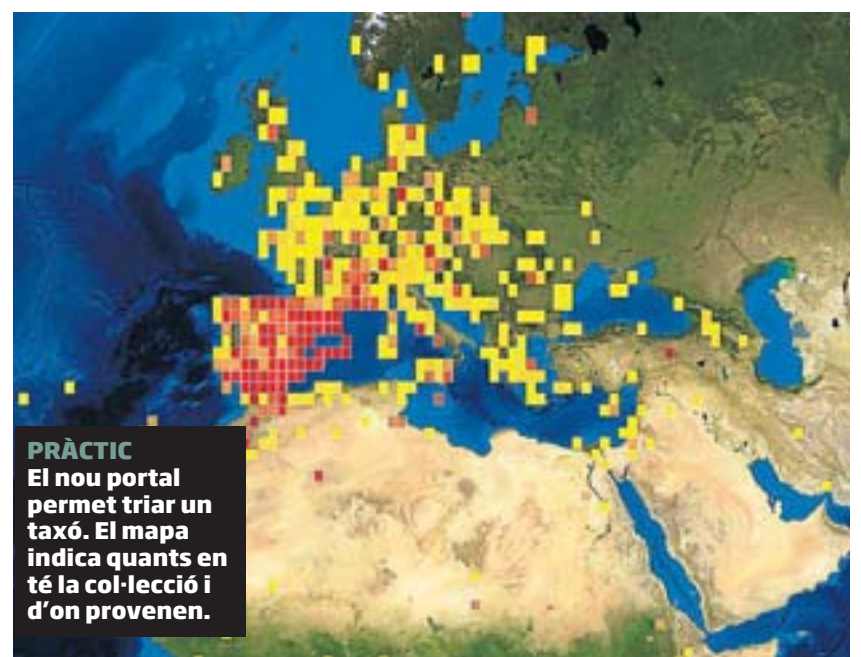 PRÀCTIC
El nou portal
permet triar un
taxó. El mapa
indica quants en
té la col·lecció i
d'on provenen.